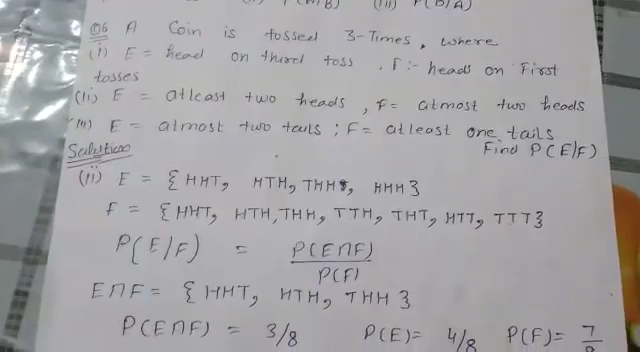 (ii) P(A/B) (iii) P(B/A)
Q6 A Coin is tossed 3-Times, where
(i) E = head on third toss , F:- heads on First
tosses
(ii) E = atleast two heads , F= atmost two heads
(iii) E = atmost two tails ; F= atleast one tails
Find P(E/F)
Solution
(ii) E = {HHT, HTH, THH, HHH}
F = {HHT, HTH, THH, TTH, THT, HTT, TTT}
P(E/F) = P(E∩F)
P(F)
E∩F = {HHT, HTH, THH}
P(E∩F) = 3/8 P(E)= 4/8 P(F)= 7/8